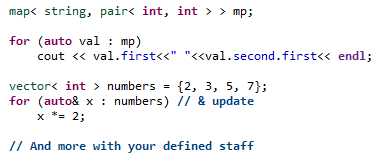 map< string, pair< int, int > > mp;
for (auto val : mp)
cout << val.first<<" "<<val.second.first<< endl;
vector< int > numbers = {2, 3, 5, 7};
for (auto& x : numbers) // & update
x *= 2;
// And more with your defined staff